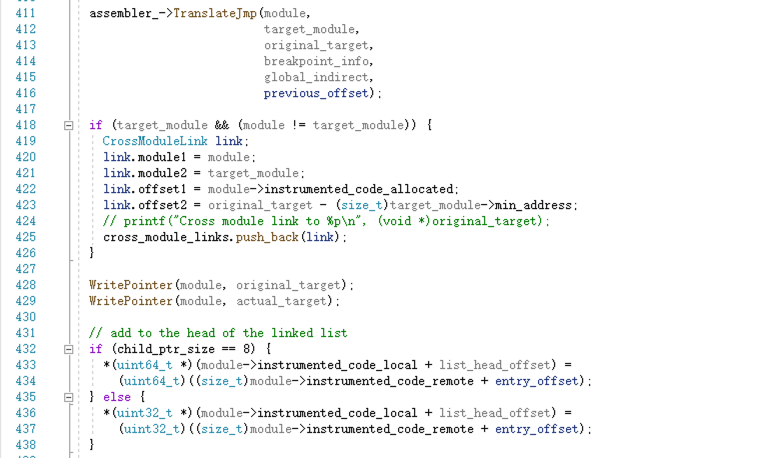 411 assembler_->TranslateJmp(module,
412 target_module,
413 original_target,
414 breakpoint_info,
415 global_indirect,
416 previous_offset);
417
418 if (target_module && (module != target_module)) {
419 CrossModuleLink link;
420 link.module1 = module;
421 link.module2 = target_module;
422 link.offset1 = module->instrumented_code_allocated;
423 link.offset2 = original_target - (size_t)target_module->min_address;
424 // printf("Cross module link to %p\n", (void *)original_target);
425 cross_module_links.push_back(link);
426 }
427
428 WritePointer(module, original_target);
429 WritePointer(module, actual_target);
430
431 // add to the head of the linked list
432 if (child_ptr_size == 8) {
433 *(uint64_t *)(module->instrumented_code_local + list_head_offset) =
434 (uint64_t)((size_t)module->instrumented_code_remote + entry_offset);
435 } else {
436 *(uint32_t *)(module->instrumented_code_local + list_head_offset) =
437 (uint32_t)((size_t)module->instrumented_code_remote + entry_offset);
438 }